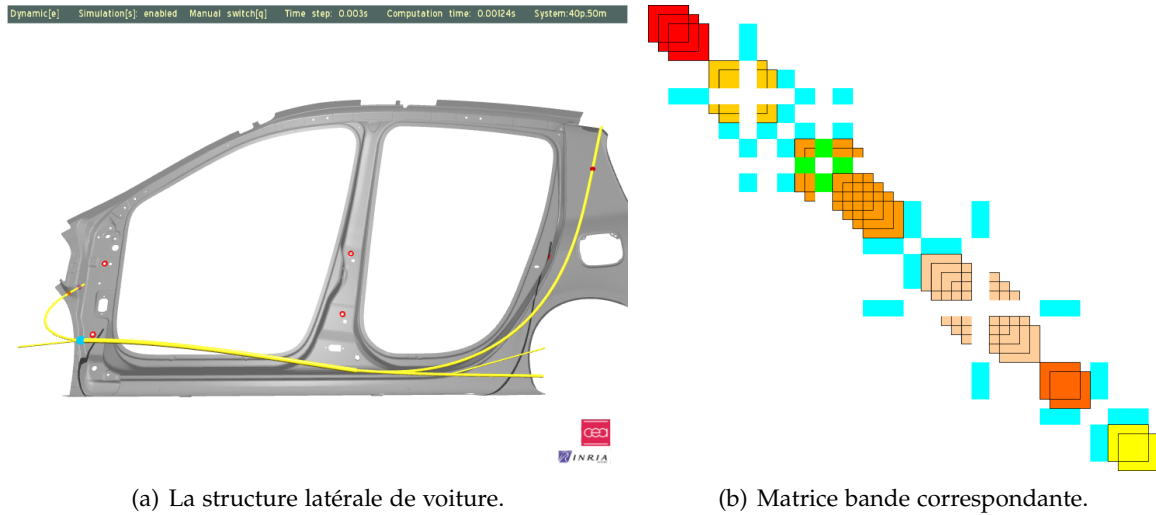 Dynamic[e] Simulation[s]: enabled Manual switch[q] Time step: 0.003s Computation time: 0.00124s System:40p,50m
cea
INRIA
(a) La structure latérale de voiture.
(b) Matrice bande correspondante.